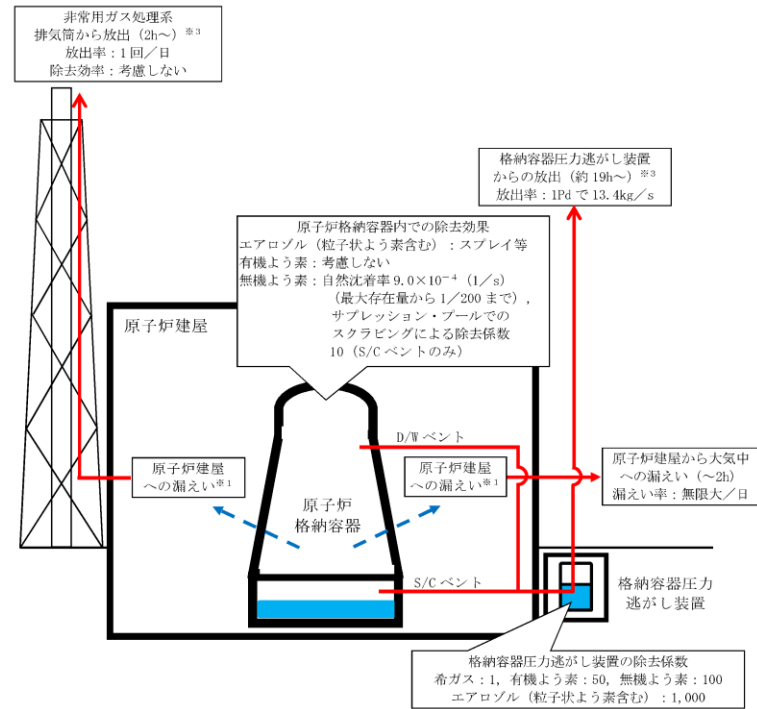 非常用ガス処理系
排気筒から放出（2h～）※3
放出率：1回／日
除去効率：考慮しない
格納容器圧力逃がし装置
からの放出（約19h～）※3
放出率：1Pdで13.4kg／s
原子炉格納容器内での除去効果
エアロゾル（粒子状よう素含む）：スプレイ等
有機よう素：考慮しない
無機よう素：自然沈着率9.0×10⁻⁴（1/s）
（最大存在量から1／200まで），
サプレッション・プールでの
スクラビングによる除去係数
10（S/Cベントのみ）
原子炉建屋
D/Wベント
原子炉建屋
への漏えい※1
原子炉建屋
への漏えい※1
原子炉建屋から大気中
への漏えい（～2h）
漏えい率：無限大／日
原子炉
格納容器
S/Cベント
格納容器圧力
逃がし装置
格納容器圧力逃がし装置の除去係数
希ガス：1，有機よう素：50，無機よう素：100
エアロゾル（粒子状よう素含む）：1,000